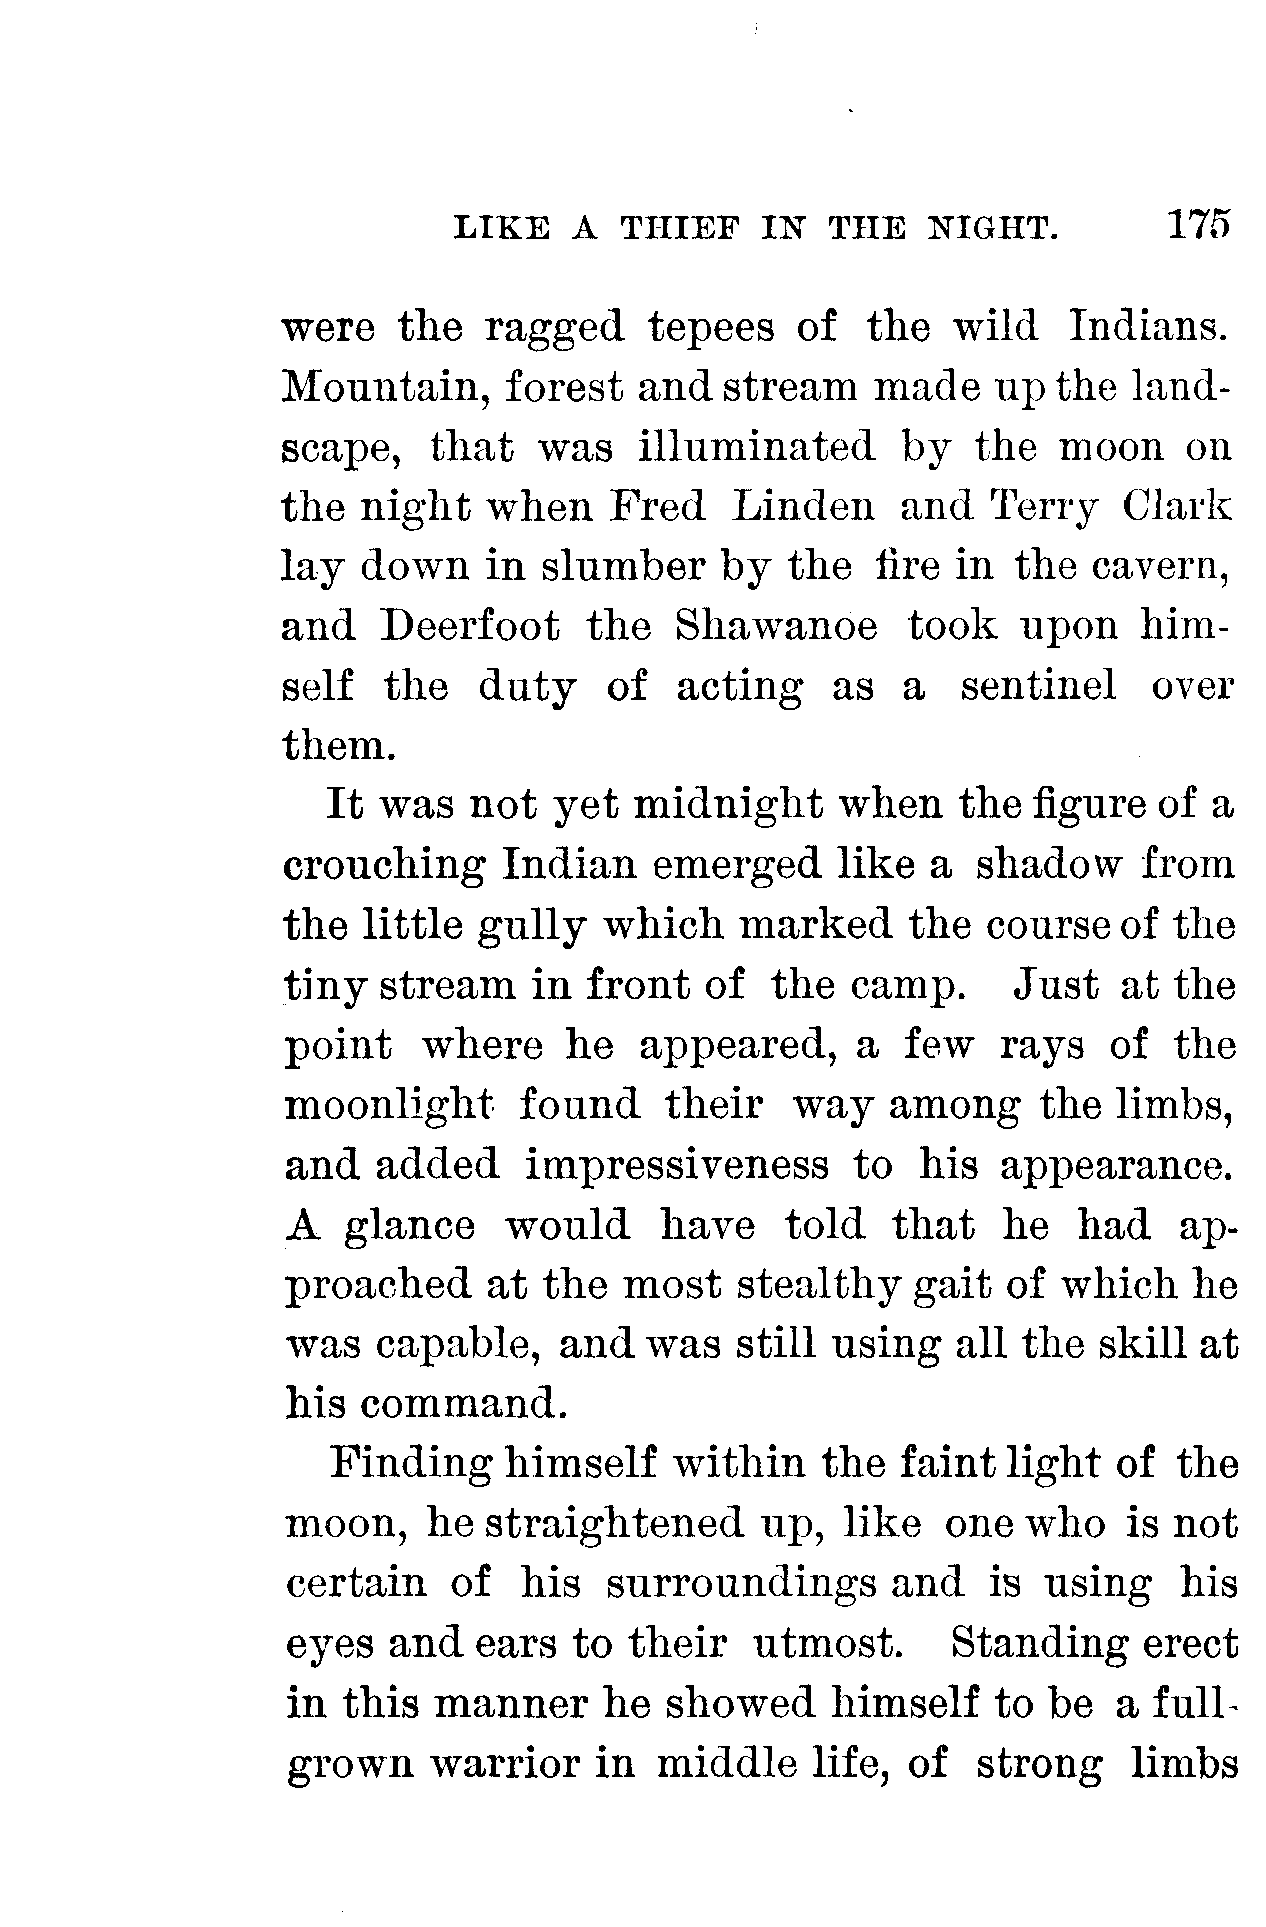 LIKE A THIEF IN THE NIGHT. 175
were the ragged tepees of the wild Indians.
Mountain, forest and stream made up the land-
scape, that was illuminated by the moon on
the night when Fred Linden and Terry Clark
lay down in slumber by the fire in the cavern,
and Deerfoot the Shawanoe took upon him-
self the duty of acting as a sentinel over
them.
It was not yet midnight when the figure of a
crouching Indian emerged like a shadow from
the little gully which marked the course of the
tiny stream in front of the camp. Just at the
point where he appeared, a few rays of the
moonlight found their way among the limbs,
and added impressiveness to his appearance.
A glance would have told that he had ap-
proached at the most stealthy gait of which he
was capable, and was still using all the skill at
his command.
Finding himself within the faint light of the
moon, he straightened up, like one who is not
certain of his surroundings and is using his
eyes and ears to their utmost. Standing erect
in this manner he showed himself to be a full-
grown warrior in middle life, of strong limbs